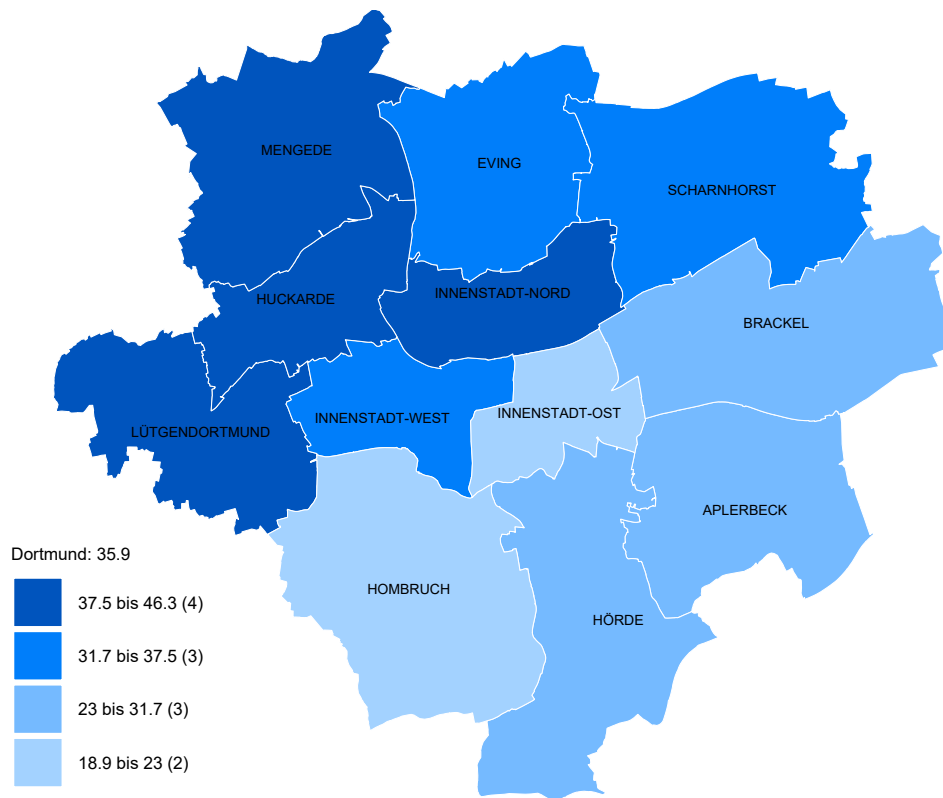 MENGEDE
EVING
SCHARNHORST
HUCKARDE
INNENSTADT-NORD
BRACKEL
INNENSTADT-WEST
INNENSTADT-OST
LÜTGENDORTMUND
APLERBECK
HOMBRUCH
HÖRDE
Dortmund: 35.9
37.5 bis 46.3 (4)
31.7 bis 37.5 (3)
23 bis 31.7 (3)
18.9 bis 23 (2)